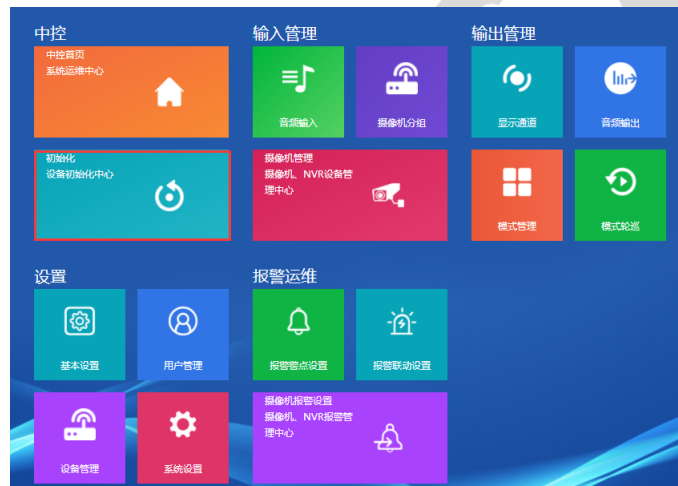 中控
输入管理
输出管理
中控首页
系统运维中心
音频输入
摄像机分组
显示通道
音频输出
初始化
设备初始化中心
摄像机管理
摄像机、NVR设备管
理中心
模式管理
模式轮巡
设置
报警运维
基本设置
用户管理
报警警点设置
报警联动设置
设备管理
系统设置
摄像机报警设置
摄像机、NVR报警管
理中心